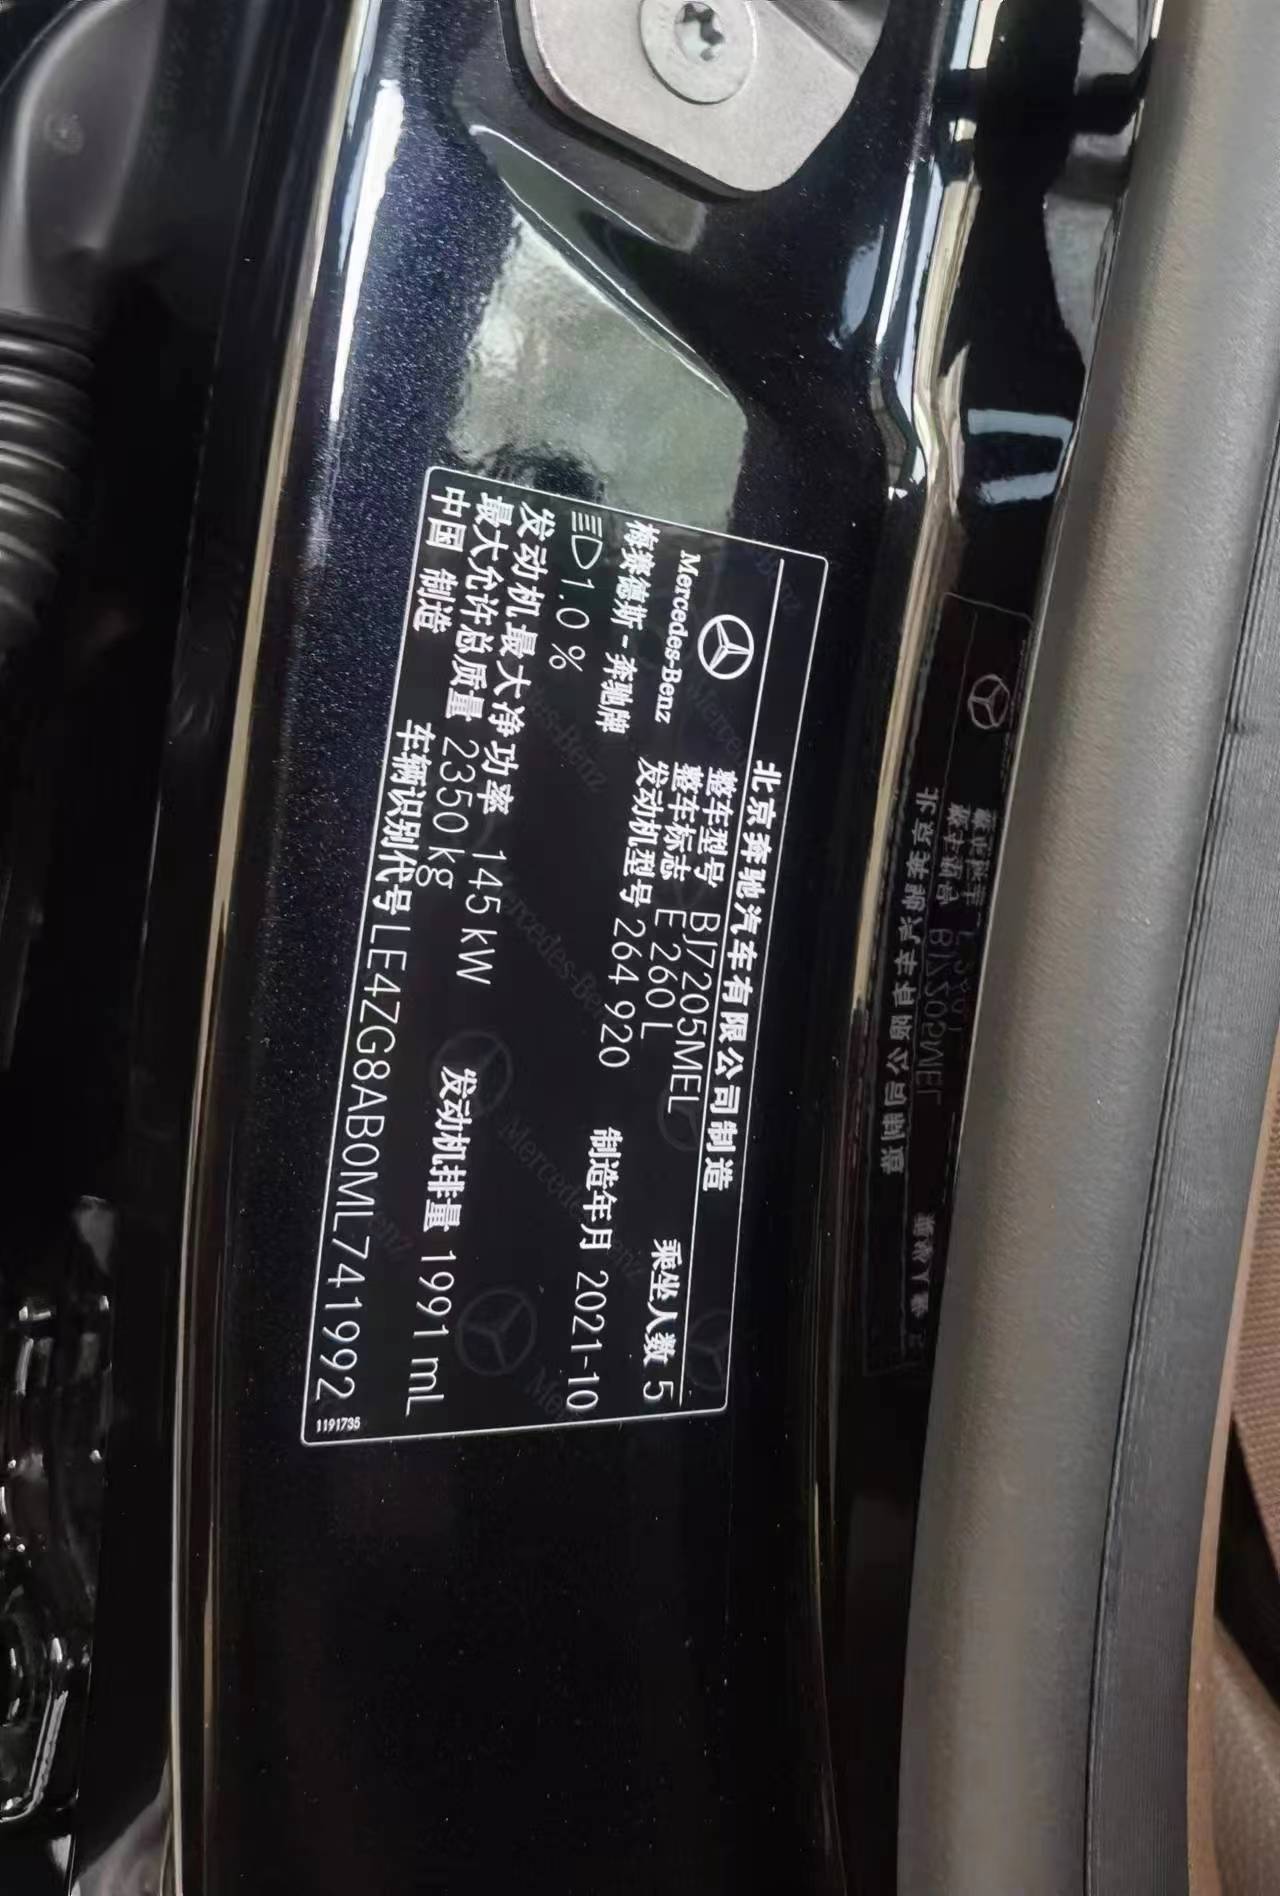 北京奔驰汽车有限公司制造
Mercedes-Benz
整车型号 BJ7205MEL
乘坐人数 5
梅赛德斯-奔驰牌
整车标志 E 260 L
发动机型号 264 920
制造年月 2021-10
1.0 %
发动机最大净功率 145 kW
发动机排量 1991 mL
最大允许总质量 2350 kg
中国 制造
车辆识别代号 LE4ZG8AB0ML741992
1191735